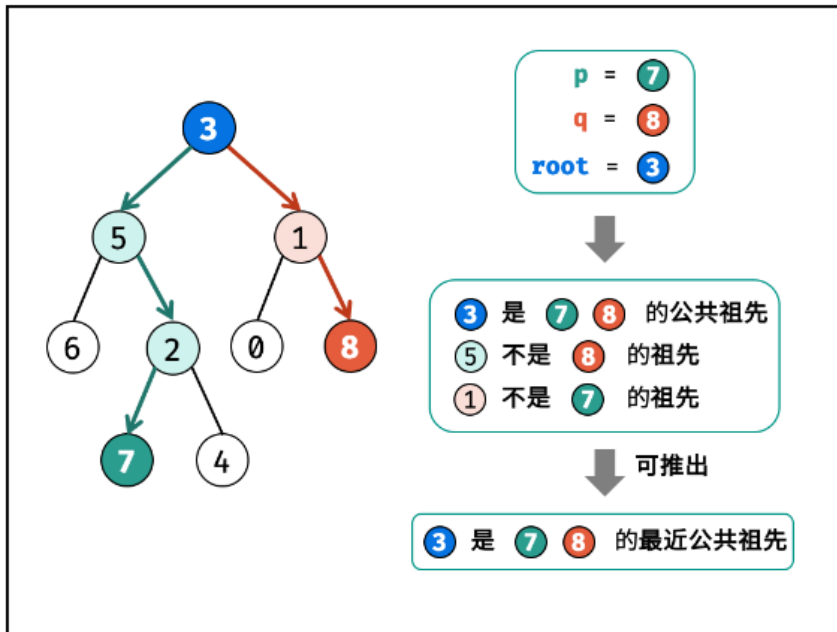 3
5 1
6 2 0 8
7 4
p = 7
q = 8
root = 3
3 是 7 8 的公共祖先
5 不是 8 的祖先
1 不是 7 的祖先
可推出
3 是 7 8 的最近公共祖先